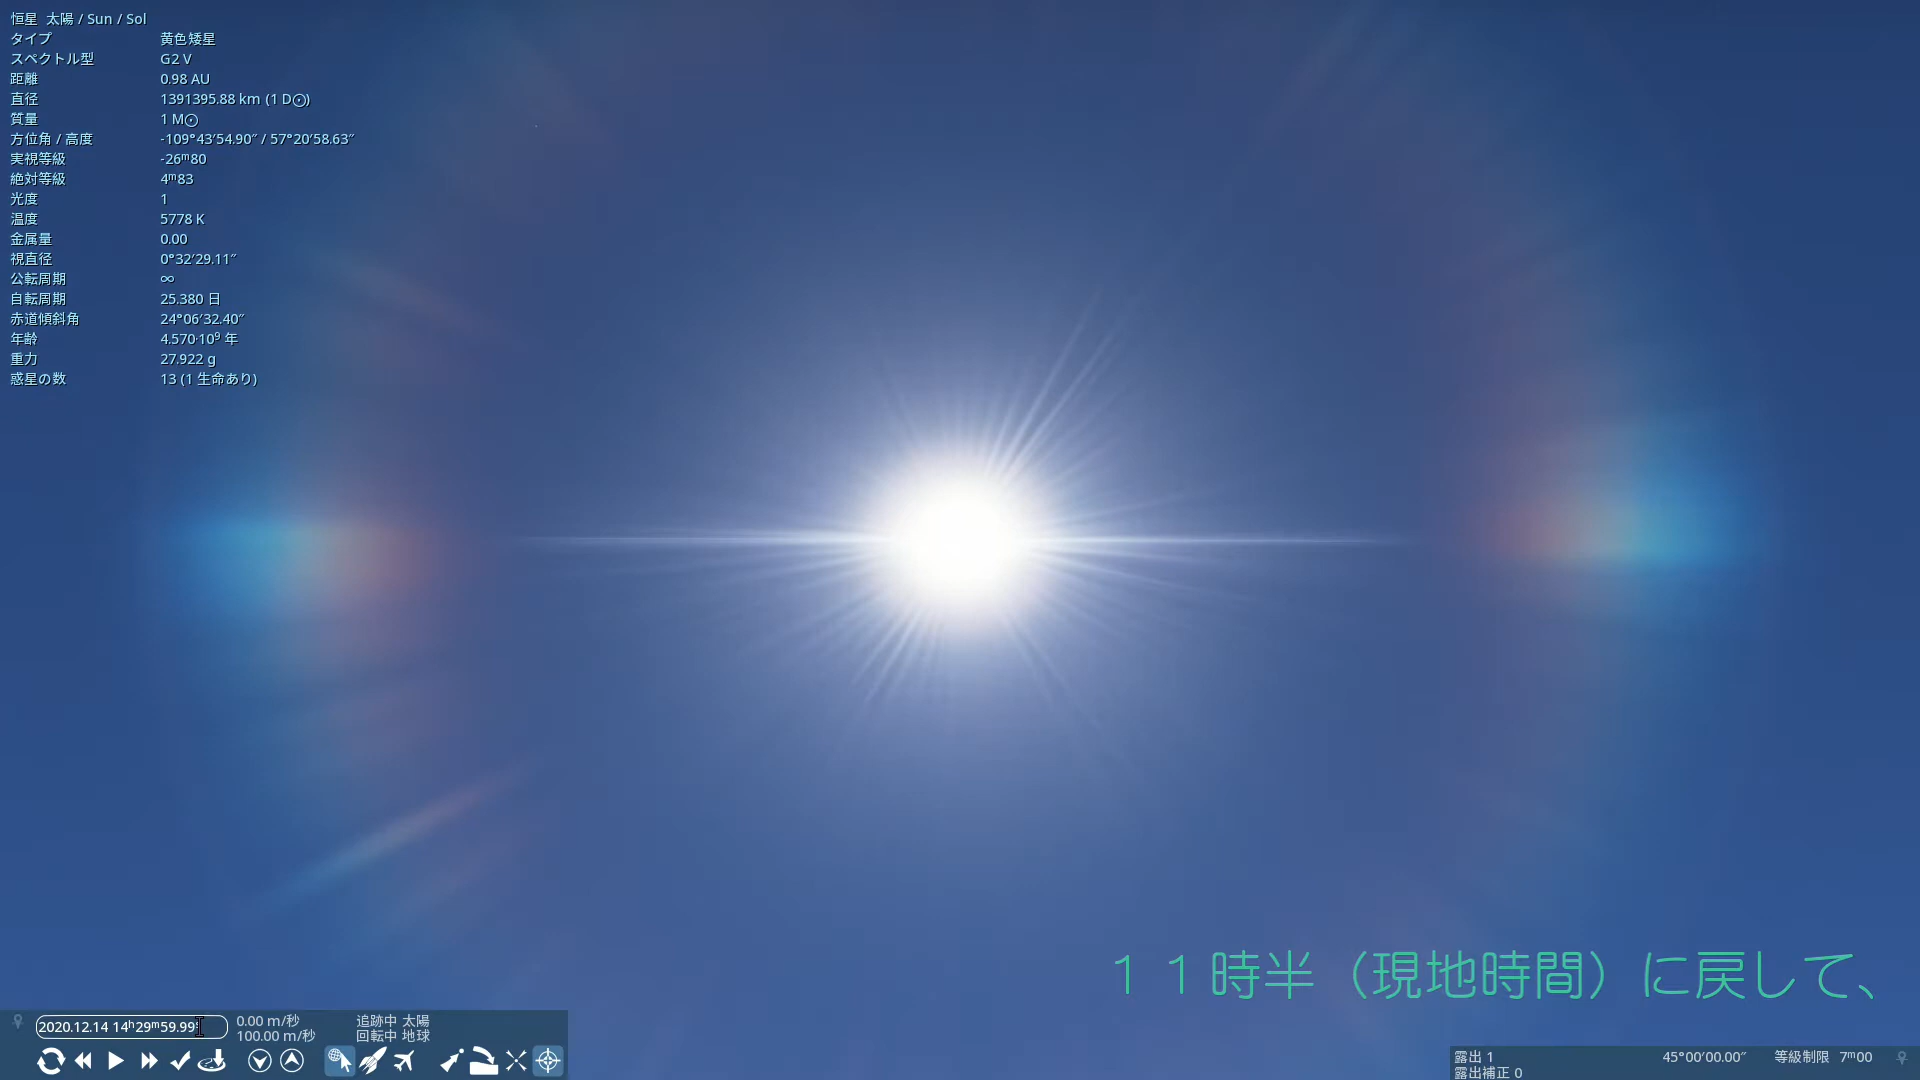 恒星 太陽 / Sun / Sol
タイプ 黄色矮星
スペクトル型 G2 V
距離 0.98 AU
直径 1391395.88 km (1 D☉)
質量 1 M☉
方位角 / 高度 -109°43′54.90″ / 57°20′58.63″
実視等級 -26ᵐ80
絶対等級 4ᵐ83
光度 1
温度 5778 K
金属量 0.00
視直径 0°32′29.11″
公転周期 ∞
自転周期 25.380 日
赤道傾斜角 24°06′32.40″
年齢 4.570·10⁹ 年
重力 27.922 g
惑星の数 13 (1 生命あり)
１１時半（現地時間）に戻して、
2020.12.14 14ʰ29ᵐ59.99ˢ
0.00 m/秒 追跡中 太陽
100.00 m/秒 回転中 地球
露出 1 45°00′00.00″ 等級制限 7ᵐ00
露出補正 0